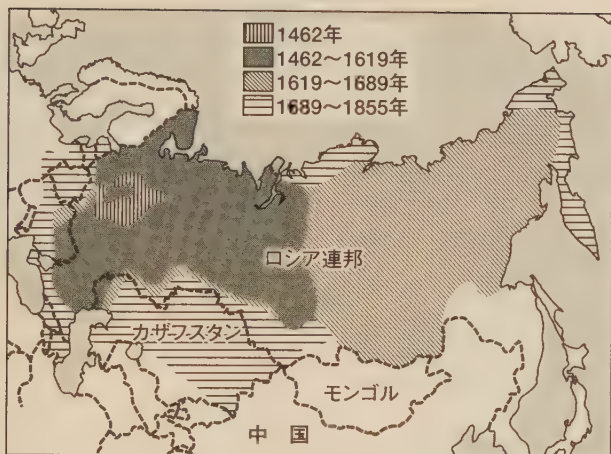 1462年
1462～1619年
1619～1689年
1689～1855年
ロシア連邦
カザフスタン
モンゴル
中国